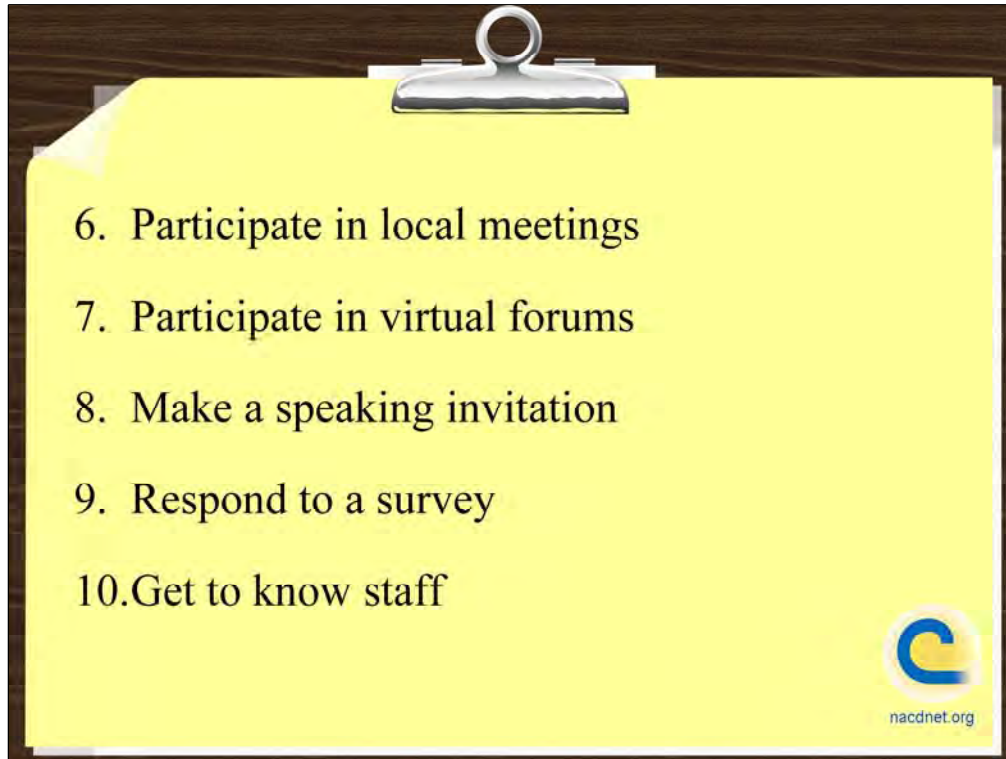 6. Participate in local meetings
7. Participate in virtual forums
8. Make a speaking invitation
9. Respond to a survey
10.Get to know staff
nacdnet.org